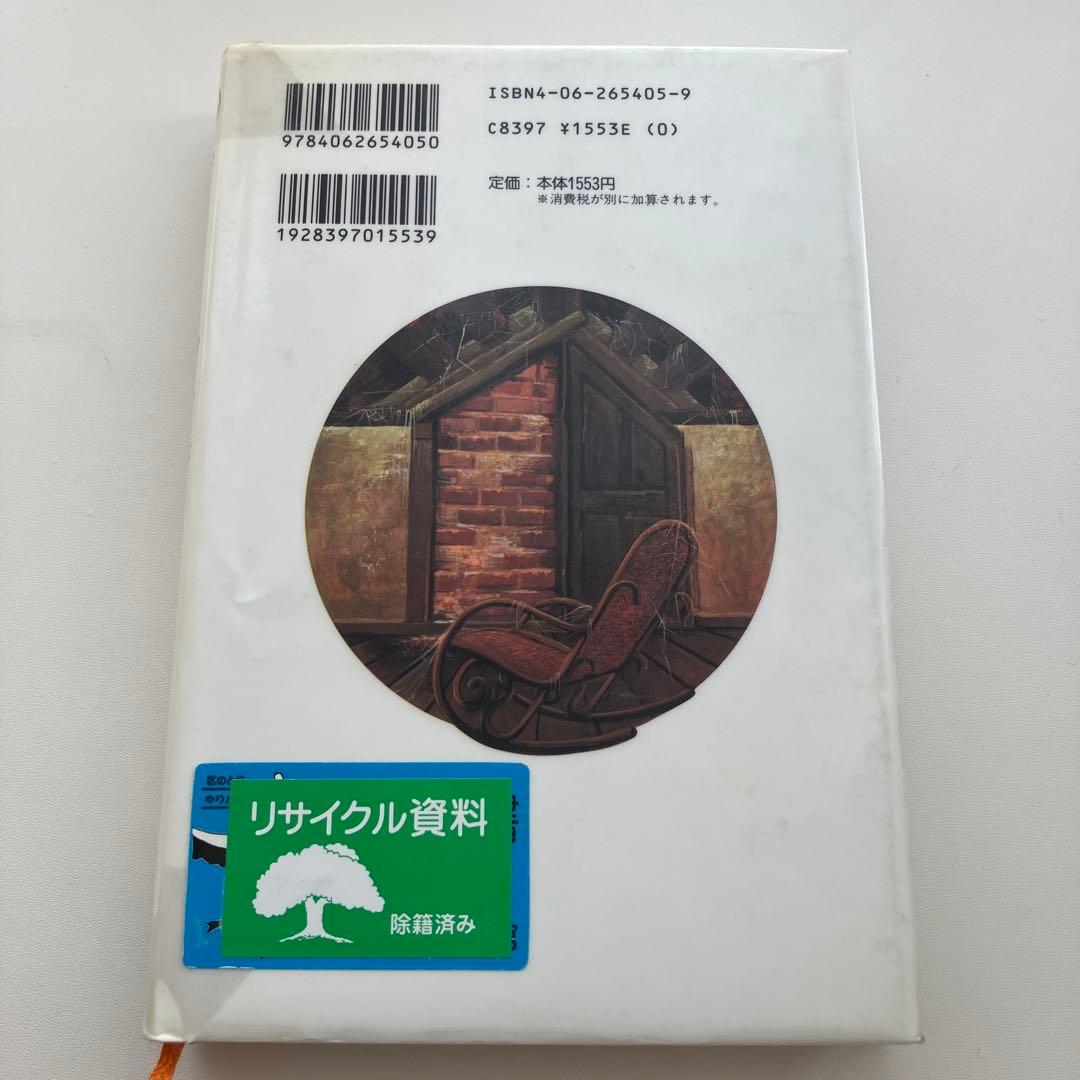 ISBN4-06-265405-9
9784062654050
C8397 ¥1553E (0)
定価：本体1553円
※消費税が別に加算されます。
1928397015539
リサイクル資料
除籍済み